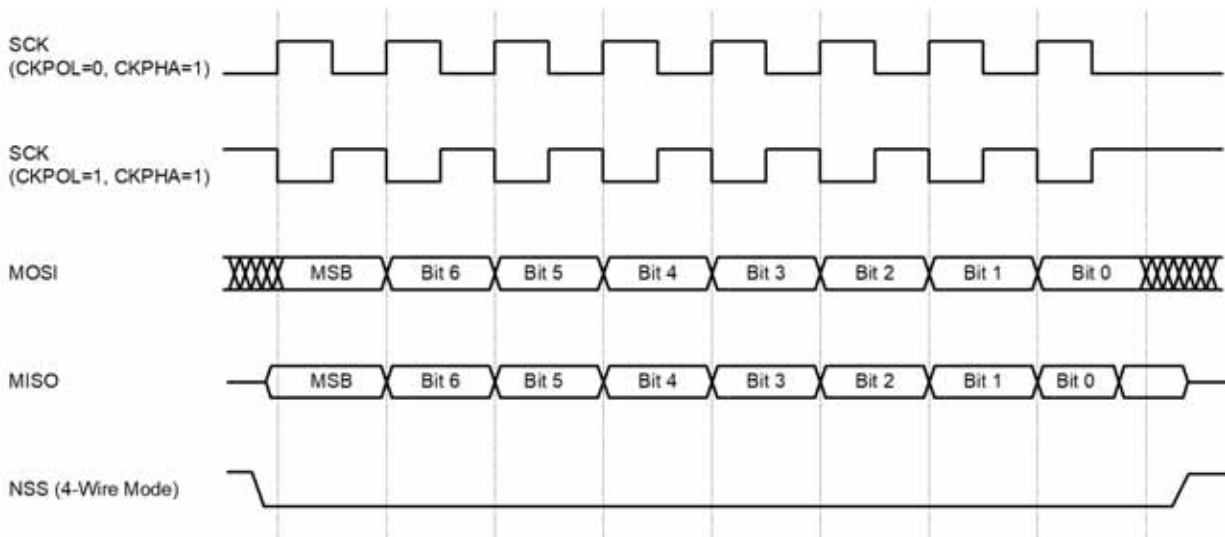 SCK
(CKPOL=0, CKPHA=1)
SCK
(CKPOL=1, CKPHA=1)
MOSI
MSB Bit 6 Bit 5 Bit 4 Bit 3 Bit 2 Bit 1 Bit 0
MISO
MSB Bit 6 Bit 5 Bit 4 Bit 3 Bit 2 Bit 1 Bit 0
NSS (4-Wire Mode)